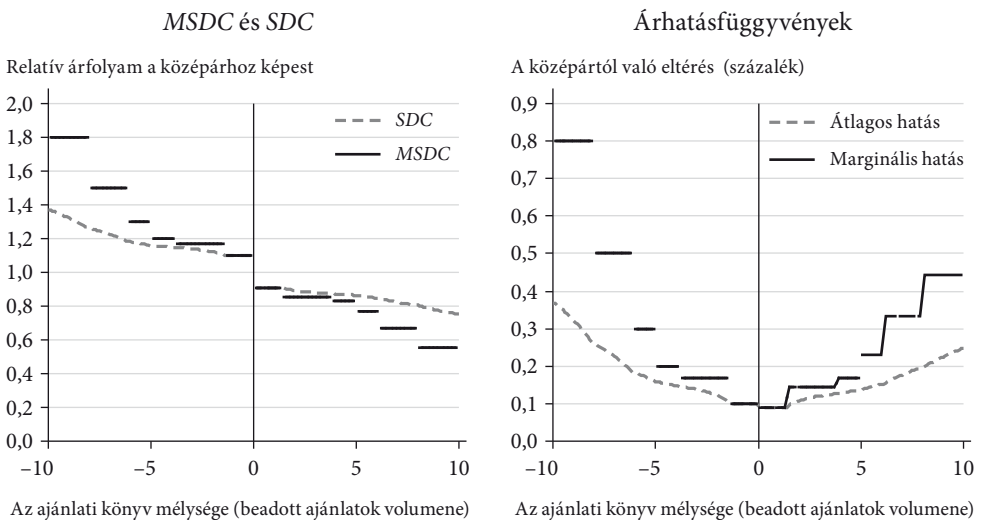 MSDC és SDC
Relatív árfolyam a középárhoz képest
2,0
1,8
1,6
1,4
1,2
1,0
0,8
0,6
0,4
0,2
0,0
SDC
MSDC
−10 −5 0 5 10
Az ajánlati könyv mélysége (beadott ajánlatok volumene)
Árhatásfüggyvények
A középártól való eltérés (százalék)
0,9
0,8
0,7
0,6
0,5
0,4
0,3
0,2
0,1
0,0
Átlagos hatás
Marginális hatás
−10 −5 0 5 10
Az ajánlati könyv mélysége (beadott ajánlatok volumene)